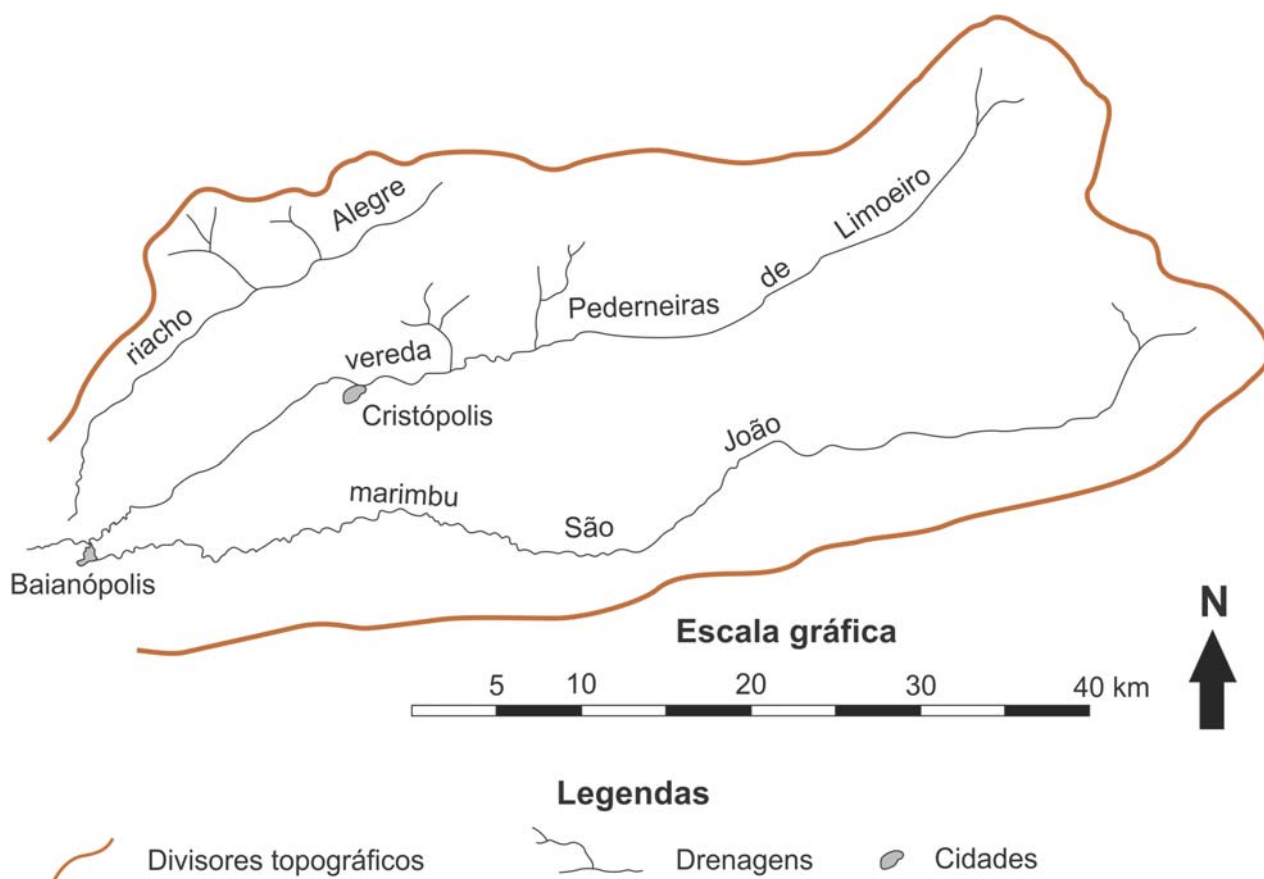 riacho Alegre
vereda Pederneiras de Limoeiro
Cristópolis
marimbu São João
Baianópolis
Escala gráfica
5 10 20 30 40 km
N
Legendas
Divisores topográficos
Drenagens
Cidades